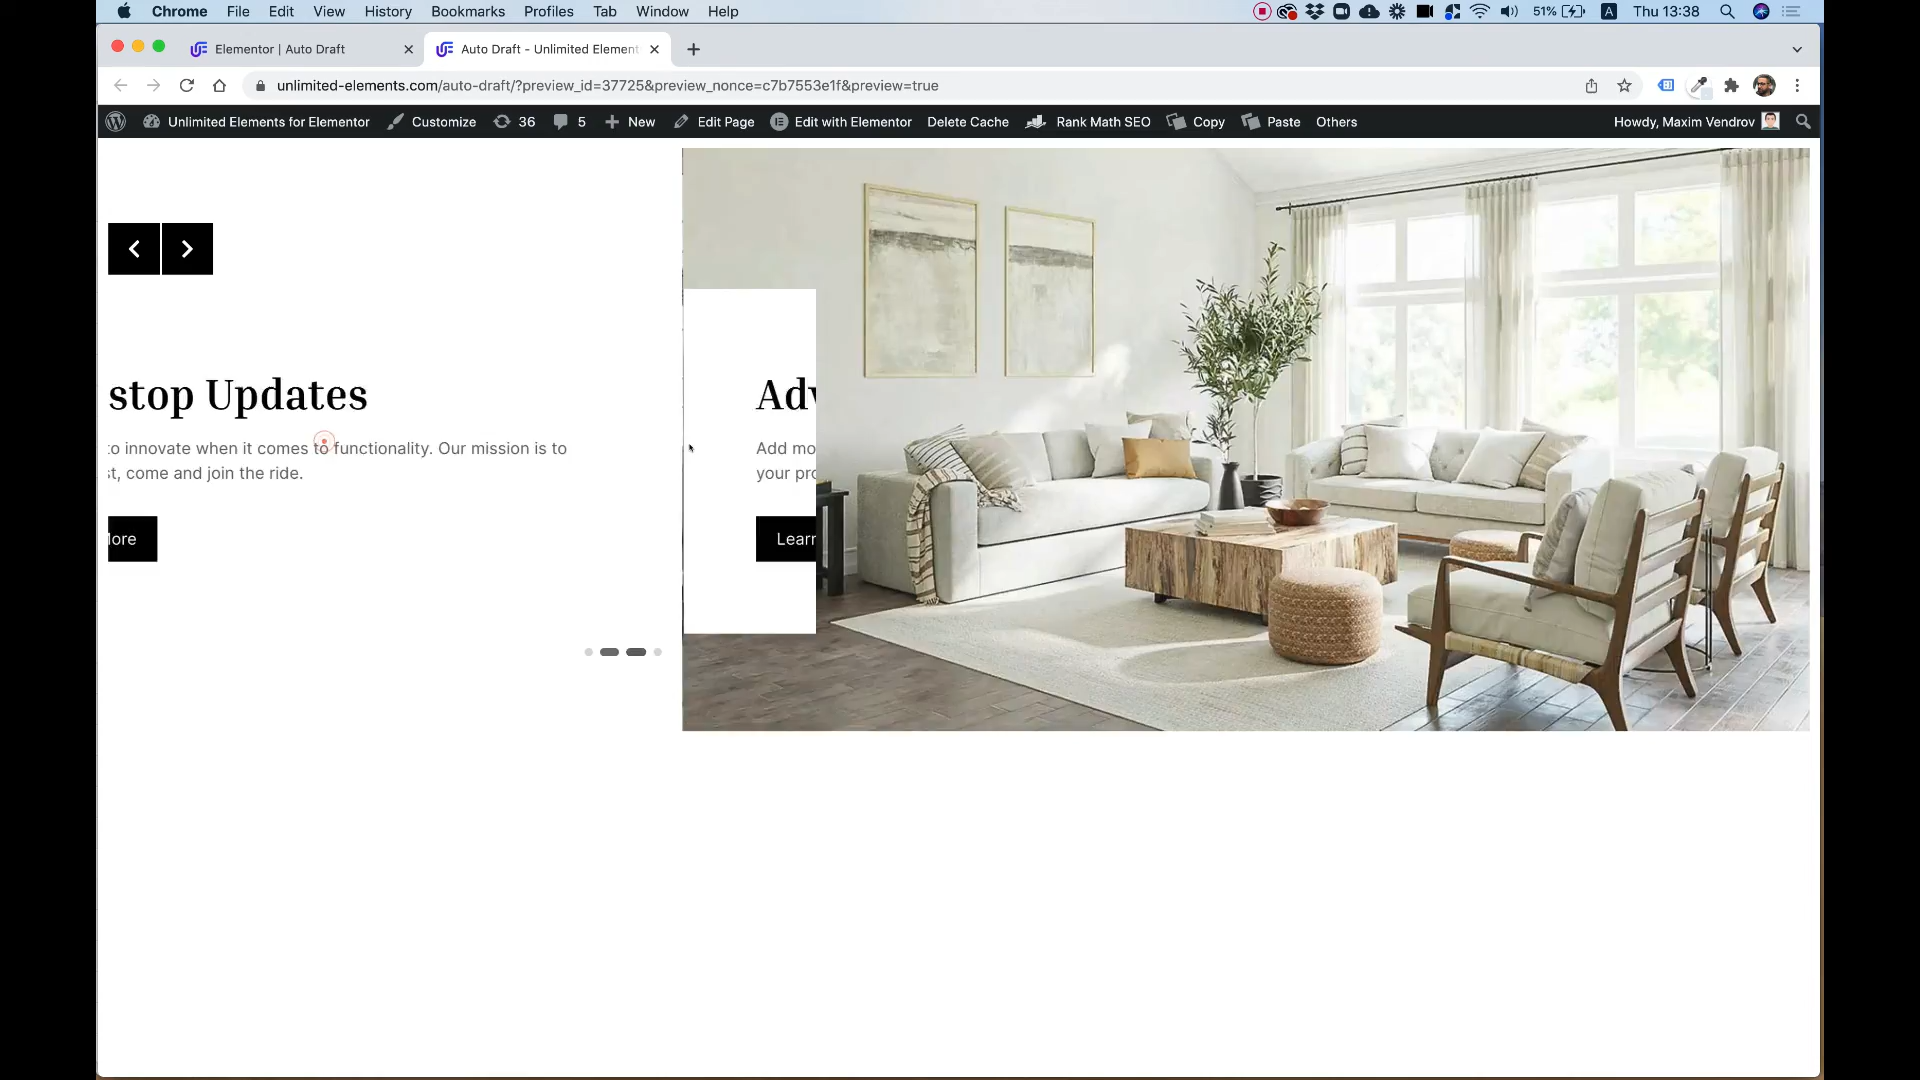 Chrome File Edit View History Bookmarks Profiles Tab Window Help
51% A Thu 13:38
Elementor | Auto Draft
Auto Draft - Unlimited Element
unlimited-elements.com/auto-draft/?preview_id=37725&preview_nonce=c7b7553e1f&preview=true
Unlimited Elements for Elementor Customize 36 5 New Edit Page Edit with Elementor Delete Cache Rank Math SEO Copy Paste Others
Howdy, Maxim Vendrov
stop Updates
to innovate when it comes to functionality. Our mission is to
st, come and join the ride.
More
Adv
Add mo
your pro
Learn